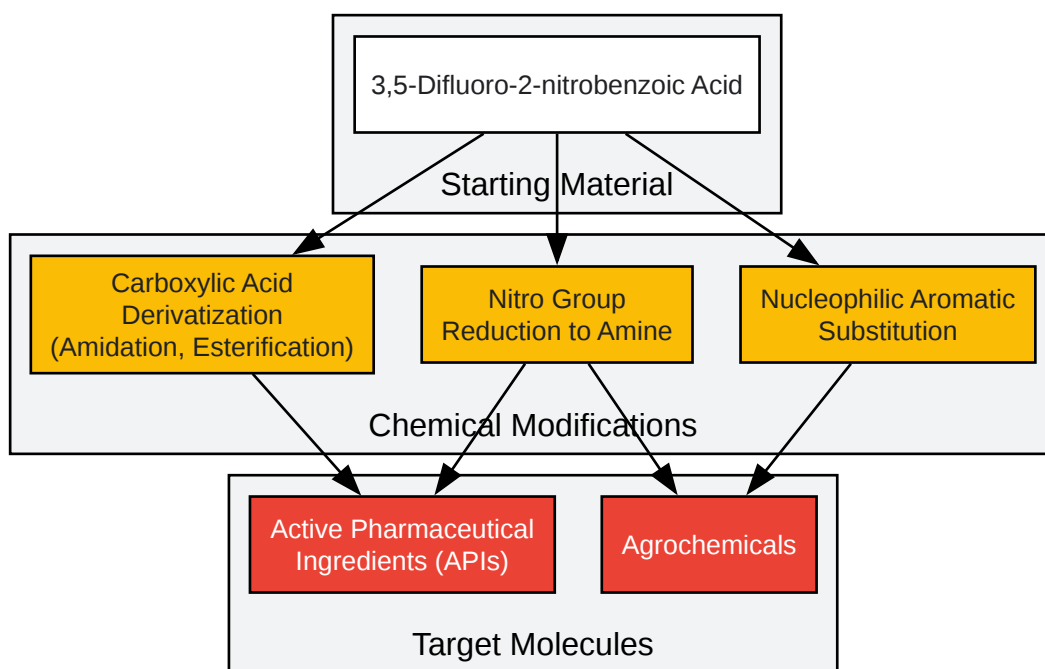 3,5-Difluoro-2-nitrobenzoic Acid
Starting Material
Carboxylic Acid
Derivatization
(Amidation, Esterification)
Nitro Group
Reduction to Amine
Nucleophilic Aromatic
Substitution
Chemical Modifications
Active Pharmaceutical
Ingredients (APIs)
Agrochemicals
Target Molecules